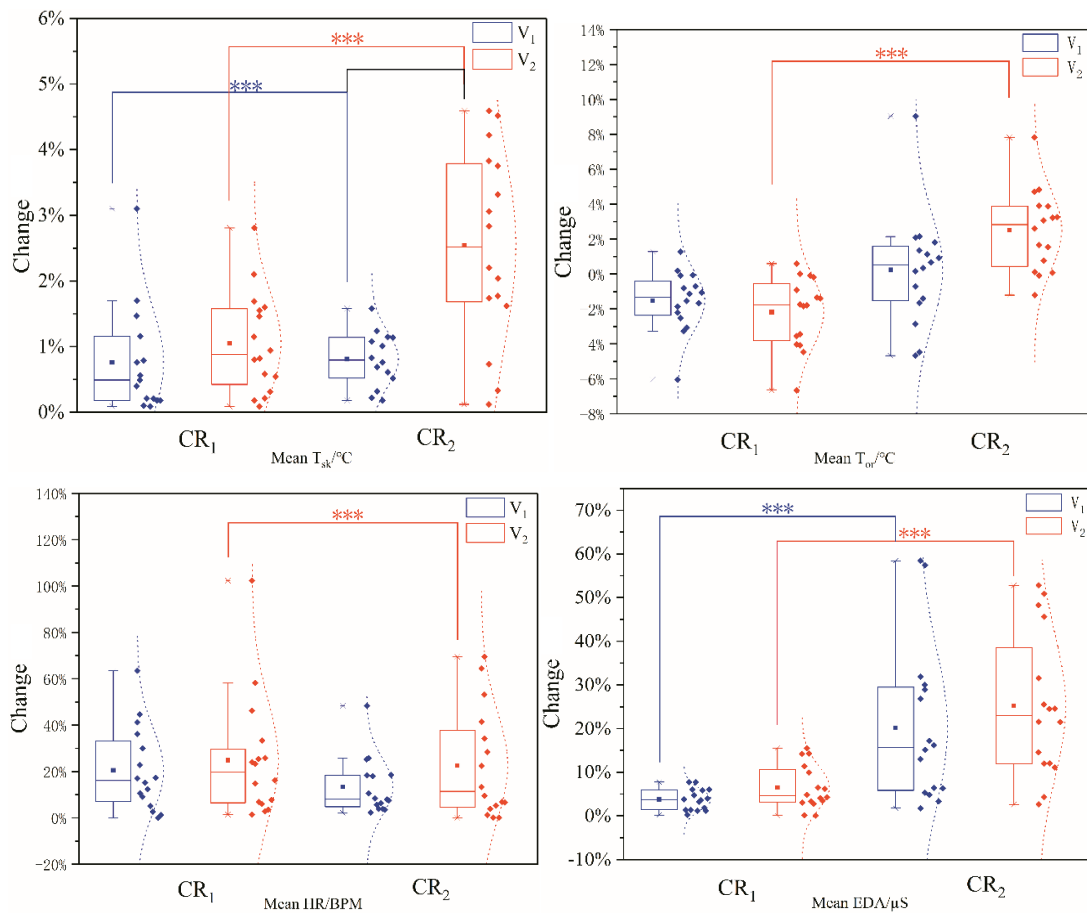 6%
5%
4%
3%
2%
1%
0%
Change
V1
V2
***
***
CR1
CR2
Mean Tsk/°C
14%
12%
10%
8%
6%
4%
2%
0%
-2%
-4%
-6%
-8%
V1
V2
***
CR1
CR2
Mean Tor/°C
140%
120%
100%
80%
60%
40%
20%
0%
-20%
Change
V1
V2
***
CR1
CR2
Mean HR/BPM
70%
60%
50%
40%
30%
20%
10%
0%
-10%
Change
V1
V2
***
***
CR1
CR2
Mean EDA/μS